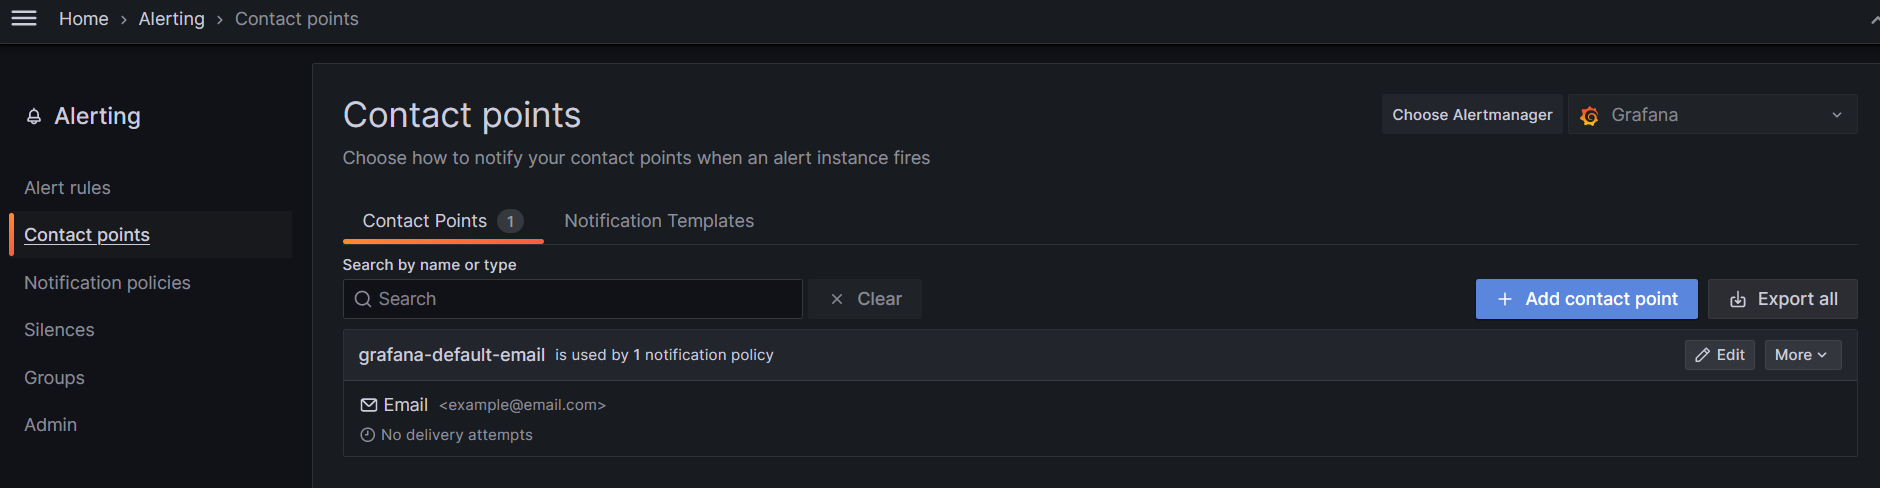 Home › Alerting › Contact points
Alerting
Alert rules
Contact points
Notification policies
Silences
Groups
Admin
Contact points
Choose Alertmanager
Grafana
Choose how to notify your contact points when an alert instance fires
Contact Points 1
Notification Templates
Search by name or type
Search
Clear
Add contact point
Export all
grafana-default-email is used by 1 notification policy
Edit
More
Email <example@email.com>
No delivery attempts